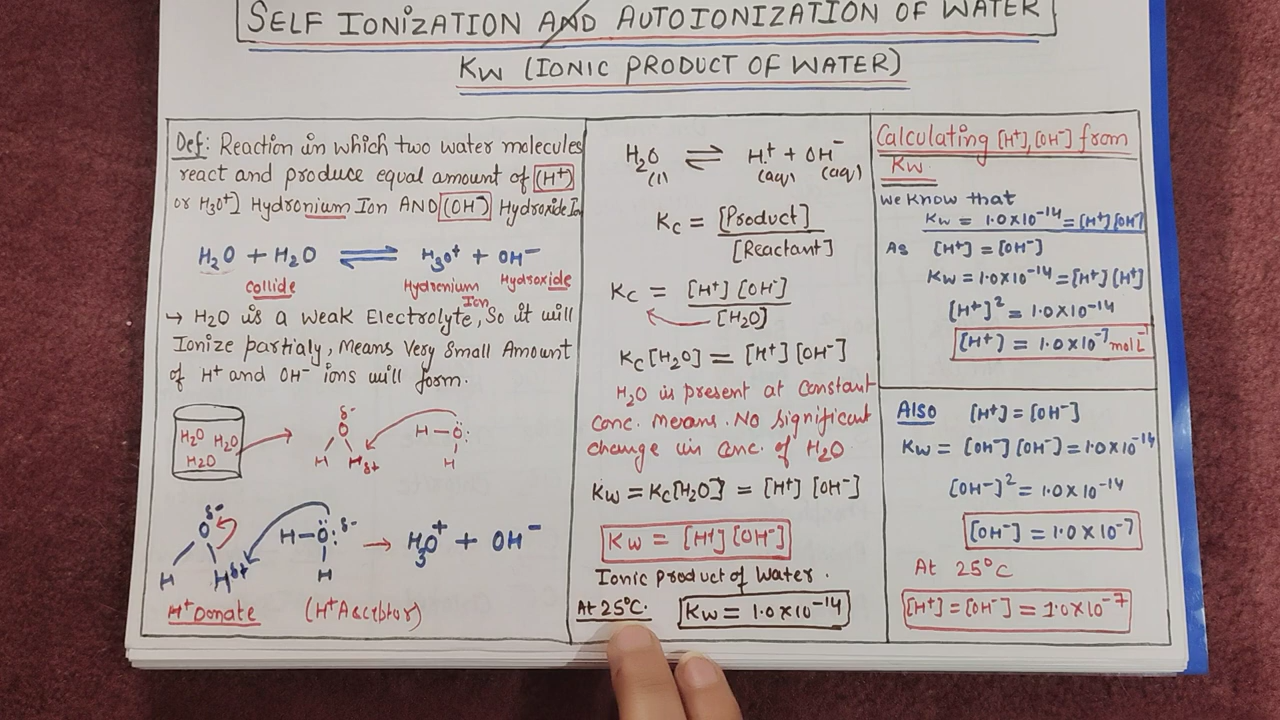 SELF IONIZATION AND AUTOIONIZATION OF WATER
KW (IONIC PRODUCT OF WATER)
Def: Reaction in which two water molecules
react and produce equal amount of (H+)
or H3O+] Hydronium Ion AND (OH-) Hydroxide Ion
H2O + H2O ⇌ H3O+ + OH-
collide Hydronium Ion Hydroxide
→ H2O is a weak Electrolyte, So it will
Ionize partialy, Means Very Small Amount
of H+ and OH- ions will form.
H2O H2O
H2O
δ-
O
H Hδ+
H-O:
H
δ-
O
H Hδ+
H-O: δ-
H
→ H3O+ + OH-
H+ Donate (H+ Acceptor)
H2O ⇌ H+ + OH-
(l) (aq) (aq)
Kc = [Product]
[Reactant]
Kc = [H+] [OH-]
[H2O]
Kc[H2O] = [H+] [OH-]
H2O is present at Constant
conc. means. No significant
change in conc. of H2O
Kw = Kc[H2O] = [H+] [OH-]
Kw = [H+] [OH-]
Ionic product of Water.
At 25°C. Kw = 1.0×10-14
Calculating [H+], [OH-] from
Kw.
We know that
Kw = 1.0×10-14 = [H+] [OH-]
As [H+] = [OH-]
Kw = 1.0×10-14 = [H+] [H+]
[H+]2 = 1.0×10-14
[H+] = 1.0×10-7 mol L-
Also [H+] = [OH-]
Kw = [OH-] [OH-] = 1.0×10-14
[OH-]2 = 1.0×10-14
[OH-] = 1.0×10-7
At 25°C
[H+] = [OH-] = 1.0×10-7